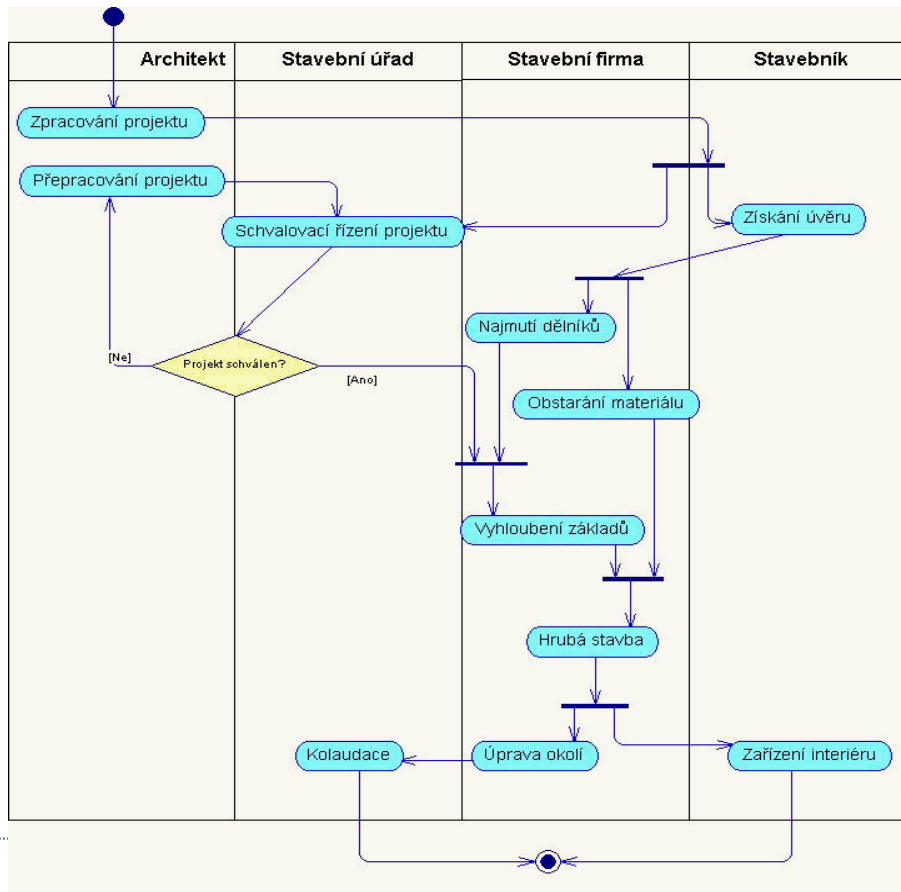 Architekt
Stavební úřad
Stavební firma
Stavebník
Zpracování projektu
Přepracování projektu
Schvalovací řízení projektu
Získání úvěru
Najmutí dělníků
[Ne]
Projekt schválen?
[Ano]
Obstarání materiálu
Vyhloubení základů
Hrubá stavba
Kolaudace
Úprava okolí
Zařízení interiéru